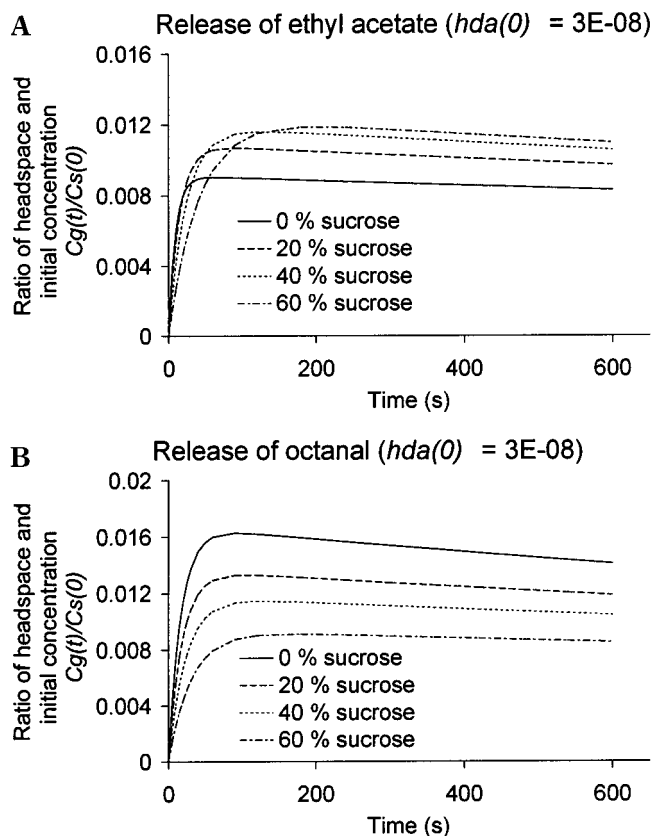 A
Release of ethyl acetate (hda(0) = 3E-08)
Ratio of headspace and
initial concentration
Cg(t)/Cs(0)
0.016
0.012
0.008
0.004
0
0 % sucrose
20 % sucrose
40 % sucrose
60 % sucrose
0
200
400
600
Time (s)
B
Release of octanal (hda(0) = 3E-08)
Ratio of headspace and
initial concentration
Cg(t)/Cs(0)
0.02
0.016
0.012
0.008
0.004
0
0 % sucrose
20 % sucrose
40 % sucrose
60 % sucrose
0
200
400
600
Time (s)